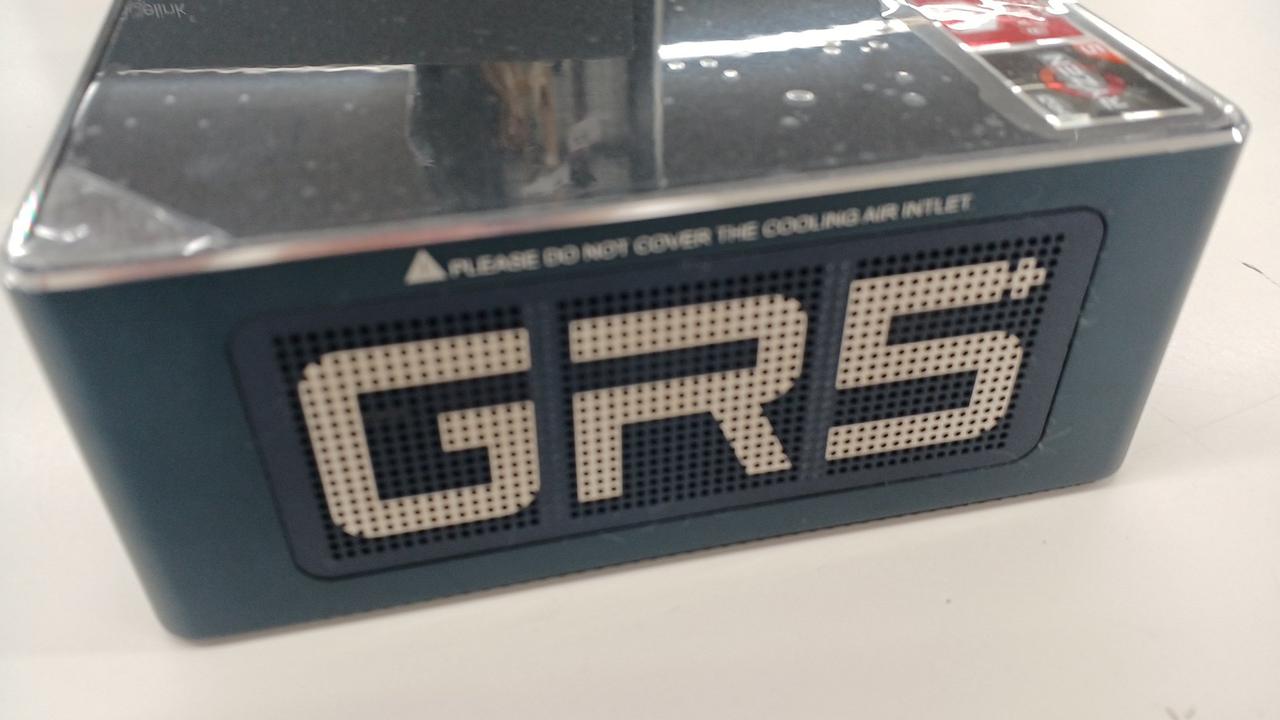 PLEASE DO NOT COVER THE COOLING AIR INTLET
GR5+